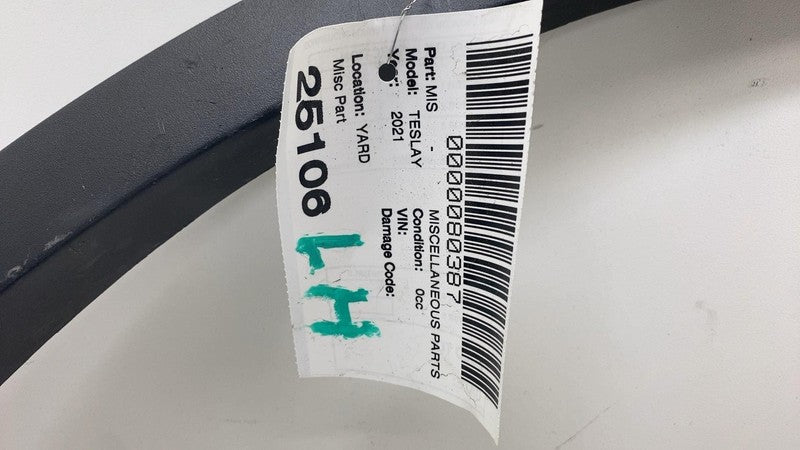 0000080387
Part: MIS - MISCELLANEOUS PARTS
Model: TESLAY Condition: 0cc
Year: 2021 VIN:
Damage Code:
Location: YARD
Misc Part
25106 LH